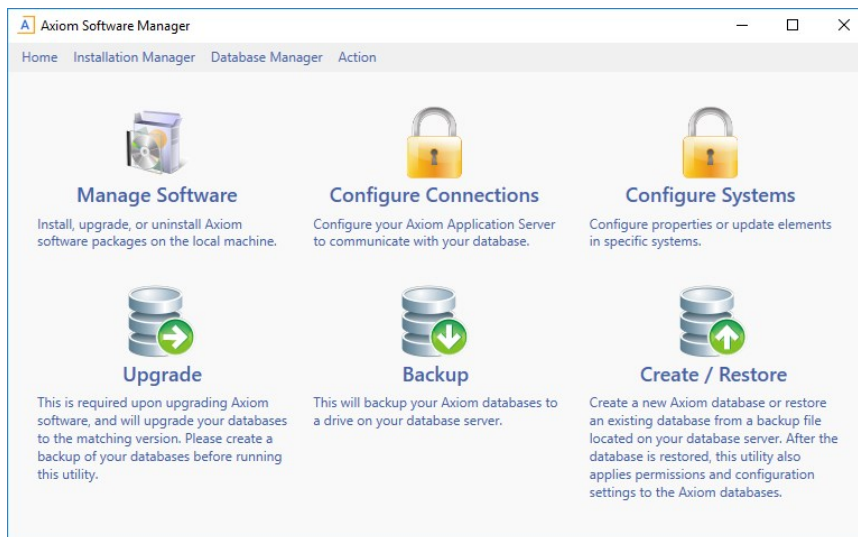 A Axiom Software Manager
Home Installation Manager Database Manager Action
Manage Software
Install, upgrade, or uninstall Axiom
software packages on the local machine.
Configure Connections
Configure your Axiom Application Server
to communicate with your database.
Configure Systems
Configure properties or update elements
in specific systems.
Upgrade
This is required upon upgrading Axiom
software, and will upgrade your databases
to the matching version. Please create a
backup of your databases before running
this utility.
Backup
This will backup your Axiom databases to
a drive on your database server.
Create / Restore
Create a new Axiom database or restore
an existing database from a backup file
located on your database server. After the
database is restored, this utility also
applies permissions and configuration
settings to the Axiom databases.